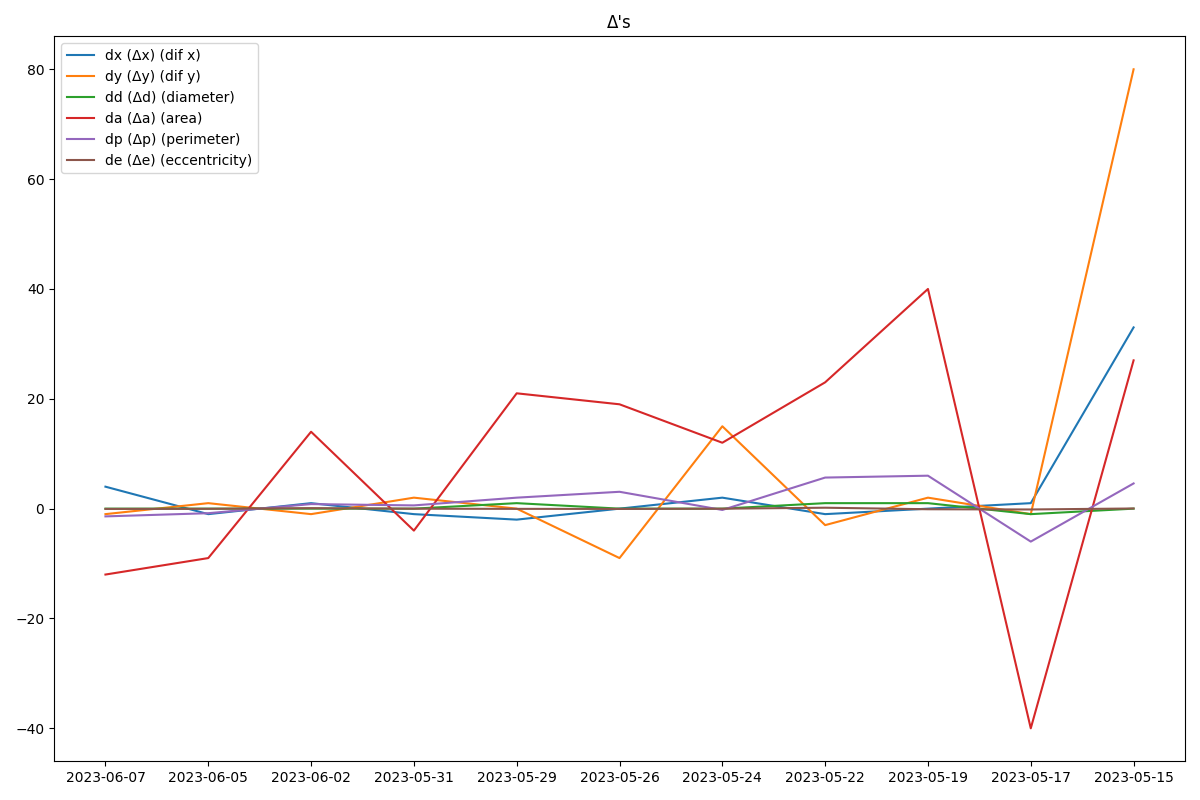 Δ's
dx (Δx) (dif x)
dy (Δy) (dif y)
dd (Δd) (diameter)
da (Δa) (area)
dp (Δp) (perimeter)
de (Δe) (eccentricity)
80
60
40
20
0
−20
−40
2023-06-07 2023-06-05 2023-06-02 2023-05-31 2023-05-29 2023-05-26 2023-05-24 2023-05-22 2023-05-19 2023-05-17 2023-05-15